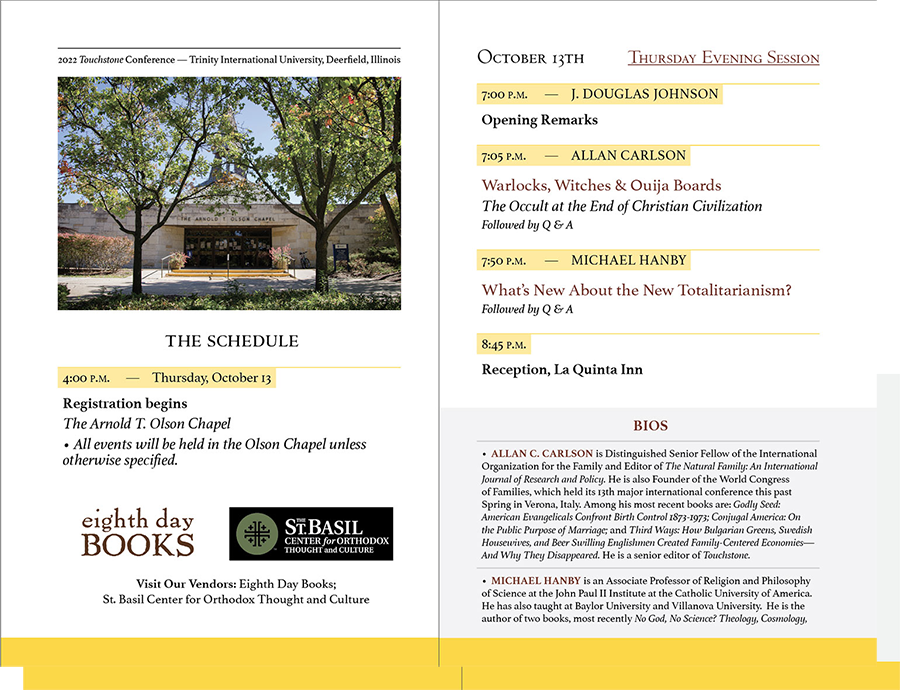 2022 Touchstone Conference — Trinity International University, Deerfield, Illinois
THE ARNOLD T. OLSON CHAPEL
THE SCHEDULE
4:00 P.M. — Thursday, October 13
Registration begins
The Arnold T. Olson Chapel
• All events will be held in the Olson Chapel unless
otherwise specified.
eighth day
BOOKS
THE
ST. BASIL
CENTER for ORTHODOX
THOUGHT and CULTURE
Visit Our Vendors: Eighth Day Books;
St. Basil Center for Orthodox Thought and Culture
October 13th Thursday Evening Session
7:00 P.M. — J. DOUGLAS JOHNSON
Opening Remarks
7:05 P.M. — ALLAN CARLSON
Warlocks, Witches & Ouija Boards
The Occult at the End of Christian Civilization
Followed by Q & A
7:50 P.M. — MICHAEL HANBY
What's New About the New Totalitarianism?
Followed by Q & A
8:45 P.M.
Reception, La Quinta Inn
BIOS
• ALLAN C. CARLSON is Distinguished Senior Fellow of the International
Organization for the Family and Editor of The Natural Family: An International
Journal of Research and Policy. He is also Founder of the World Congress
of Families, which held its 13th major international conference this past
Spring in Verona, Italy. Among his most recent books are: Godly Seed:
American Evangelicals Confront Birth Control 1873-1973; Conjugal America: On
the Public Purpose of Marriage; and Third Ways: How Bulgarian Greens, Swedish
Housewives, and Beer Swilling Englishmen Created Family-Centered Economies—
And Why They Disappeared. He is a senior editor of Touchstone.
• MICHAEL HANBY is an Associate Professor of Religion and Philosophy
of Science at the John Paul II Institute at the Catholic University of America.
He has also taught at Baylor University and Villanova University. He is the
author of two books, most recently No God, No Science? Theology, Cosmology,